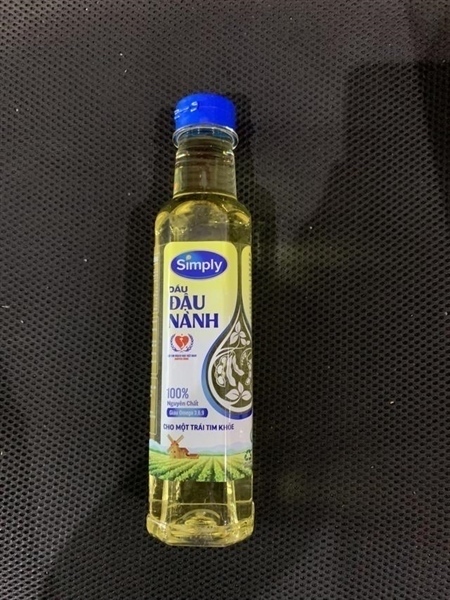 Simply
DẦU
ĐẬU
NÀNH
100%
Nguyên Chất
Giàu Omega 3.6.9
CHO MỘT TRÁI TIM KHỎE